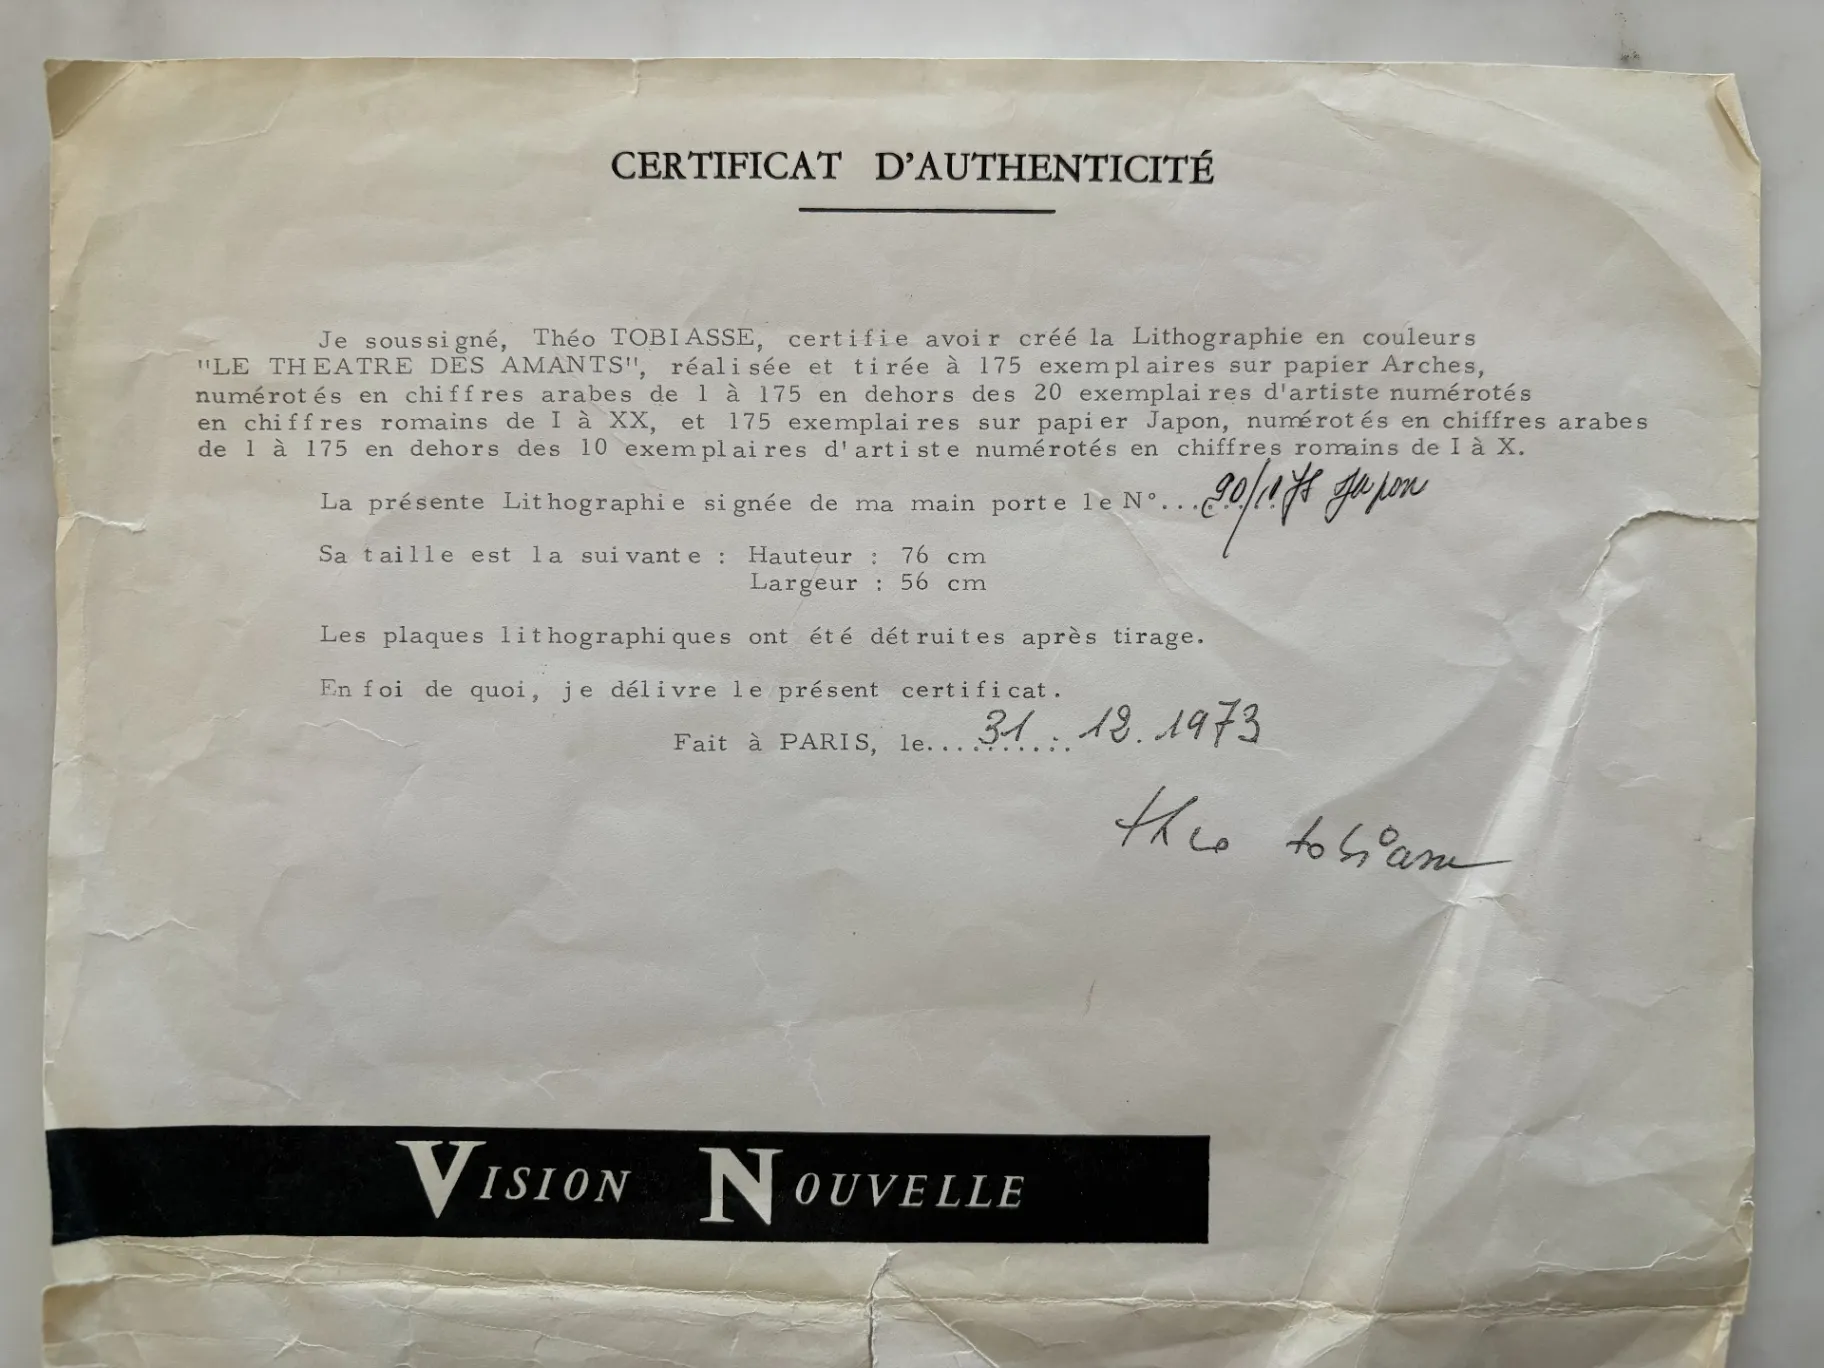 CERTIFICAT D'AUTHENTICITÉ
Je soussigné, Théo TOBIASSE, certifie avoir créé la Lithographie en couleurs
"LE THEATRE DES AMANTS", réalisée et tirée à 175 exemplaires sur papier Arches,
numérotés en chiffres arabes de 1 à 175 en dehors des 20 exemplaires d'artiste numérotés
en chiffres romains de I à XX, et 175 exemplaires sur papier Japon, numérotés en chiffres arabes
de 1 à 175 en dehors des 10 exemplaires d'artiste numérotés en chiffres romains de I à X.
La présente Lithographie signée de ma main porte le N°... 90/175 Japon
Sa taille est la suivante : Hauteur : 76 cm
Largeur : 56 cm
Les plaques lithographiques ont été détruites après tirage.
En foi de quoi, je délivre le présent certificat.
Fait à PARIS, le.... 31. 12. 1973
theo tobiasse
VISION NOUVELLE